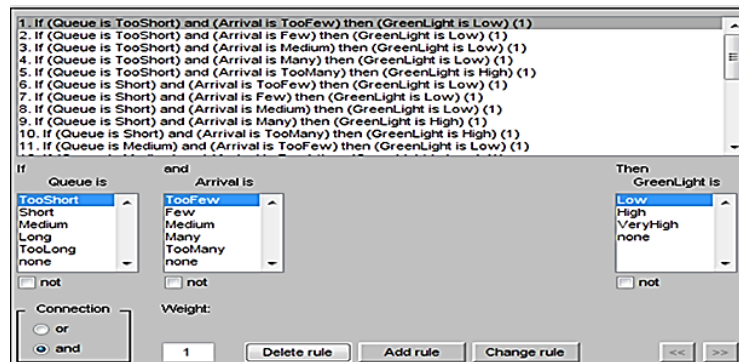 1. If (Queue is TooShort) and (Arrival is TooFew) then (GreenLight is Low) (1)
2. If (Queue is TooShort) and (Arrival is Few) then (GreenLight is Low) (1)
3. If (Queue is TooShort) and (Arrival is Medium) then (GreenLight is Low) (1)
4. If (Queue is TooShort) and (Arrival is Many) then (GreenLight is Low) (1)
5. If (Queue is TooShort) and (Arrival is TooMany) then (GreenLight is High) (1)
6. If (Queue is Short) and (Arrival is TooFew) then (GreenLight is Low) (1)
7. If (Queue is Short) and (Arrival is Few) then (GreenLight is Low) (1)
8. If (Queue is Short) and (Arrival is Medium) then (GreenLight is Low) (1)
9. If (Queue is Short) and (Arrival is Many) then (GreenLight is High) (1)
10. If (Queue is Short) and (Arrival is TooMany) then (GreenLight is High) (1)
11. If (Queue is Medium) and (Arrival is TooFew) then (GreenLight is Low) (1)
If and Then
Queue is Arrival is GreenLight is
TooShort TooFew Low
Short Few High
Medium Medium VeryHigh
Long Many none
TooLong TooMany
none none
not not not
Connection Weight:
or
and 1 Delete rule Add rule Change rule << >>